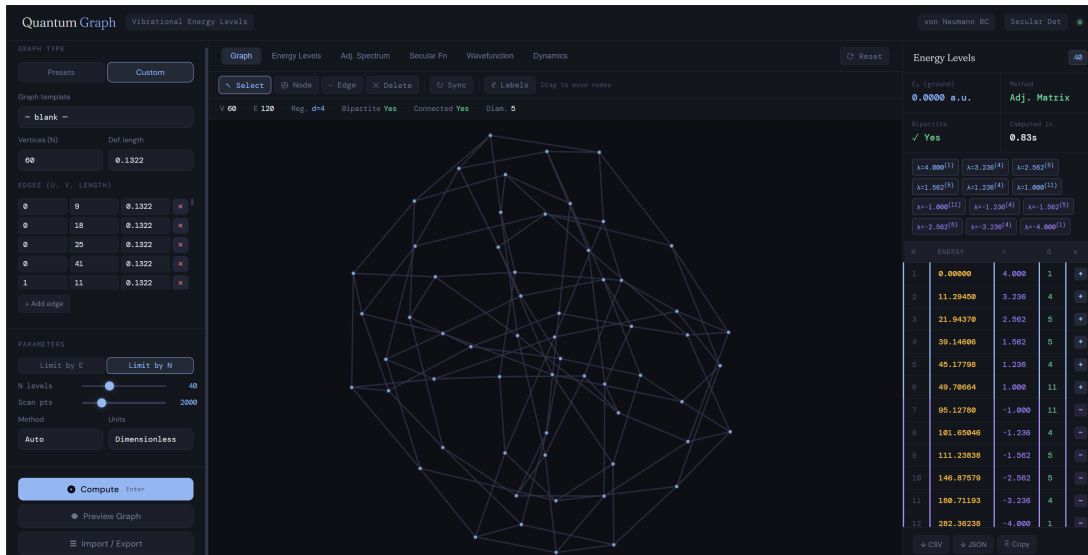 Quantum Graph
Vibrational Energy Levels
von Neumann BC
Secular Det
GRAPH TYPE
Presets
Custom
Graph template
— blank —
Vertices (N)
Def. length
60
0.1322
EDGES (U, V, LENGTH)
0 9 0.1322 ×
0 18 0.1322 ×
0 25 0.1322 ×
0 41 0.1322 ×
1 11 0.1322 ×
+ Add edge
PARAMETERS
Limit by E
Limit by N
N levels 40
Scan pts 2000
Method
Units
Auto
Dimensionless
Compute Enter
Preview Graph
Import / Export
Graph
Energy Levels
Adj. Spectrum
Secular Fn
Wavefunction
Dynamics
Reset
Select
Node
Edge
Delete
Sync
Labels
Drag to move nodes
V 60 · E 120 · Reg. d=4 · Bipartite Yes · Connected Yes · Diam. 5
Energy Levels
40
E₀ (ground)
Method
0.0000 a.u.
Adj. Matrix
Bipartite
Computed in
✓ Yes
0.83s
λ=4.000⁽¹⁾ λ=3.236⁽⁴⁾ λ=2.562⁽⁵⁾
λ=1.562⁽⁵⁾ λ=1.236⁽⁴⁾ λ=1.000⁽¹¹⁾
λ=-1.000⁽¹¹⁾ λ=-1.236⁽⁴⁾ λ=-1.562⁽⁵⁾
λ=-2.562⁽⁵⁾ λ=-3.236⁽⁴⁾ λ=-4.000⁽¹⁾
N ENERGY Λ G ±
1 0.00000 4.000 1 +
2 11.29450 3.236 4 +
3 21.94370 2.562 5 +
4 39.14606 1.562 5 +
5 45.17798 1.236 4 +
6 49.70664 1.000 11 +
7 95.12780 -1.000 11 −
8 101.65046 -1.236 4 −
9 111.23838 -1.562 5 −
10 146.87579 -2.562 5 −
11 180.71193 -3.236 4 −
12 282.36238 -4.000 1 −
↓ CSV
↓ JSON
Copy